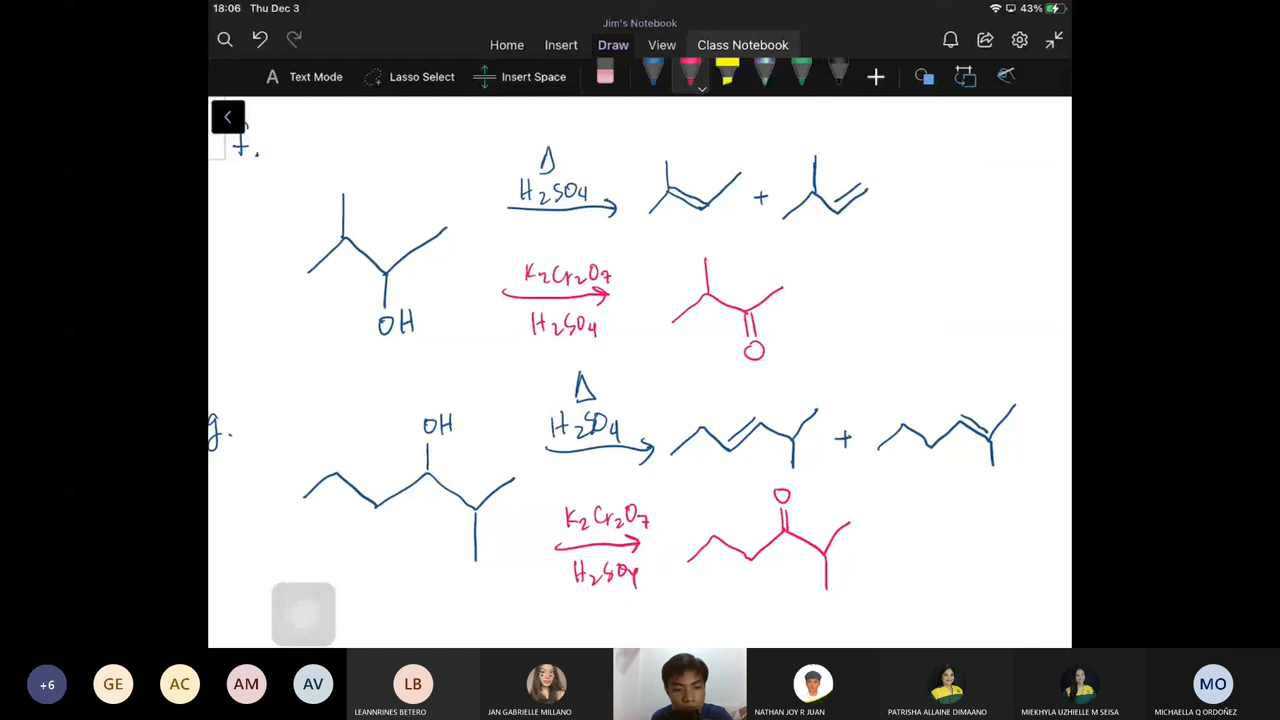 18:06 Thu Dec 3
43%
Jim's Notebook
Home Insert Draw View Class Notebook
Text Mode Lasso Select Insert Space
f.
Δ
H2SO4
+
OH
K2Cr2O7
H2SO4
O
g.
OH
Δ
H2SO4
+
K2Cr2O7
H2SO4
O
+6 GE AC AM AV LB MO
LEANNRINES BETERO JAN GABRIELLE MILLANO NATHAN JOY R JUAN PATRISHA ALLAINE DIMAANO MIEKHYLA UZHIELLE M SEISA MICHAELLA Q ORDOÑEZ